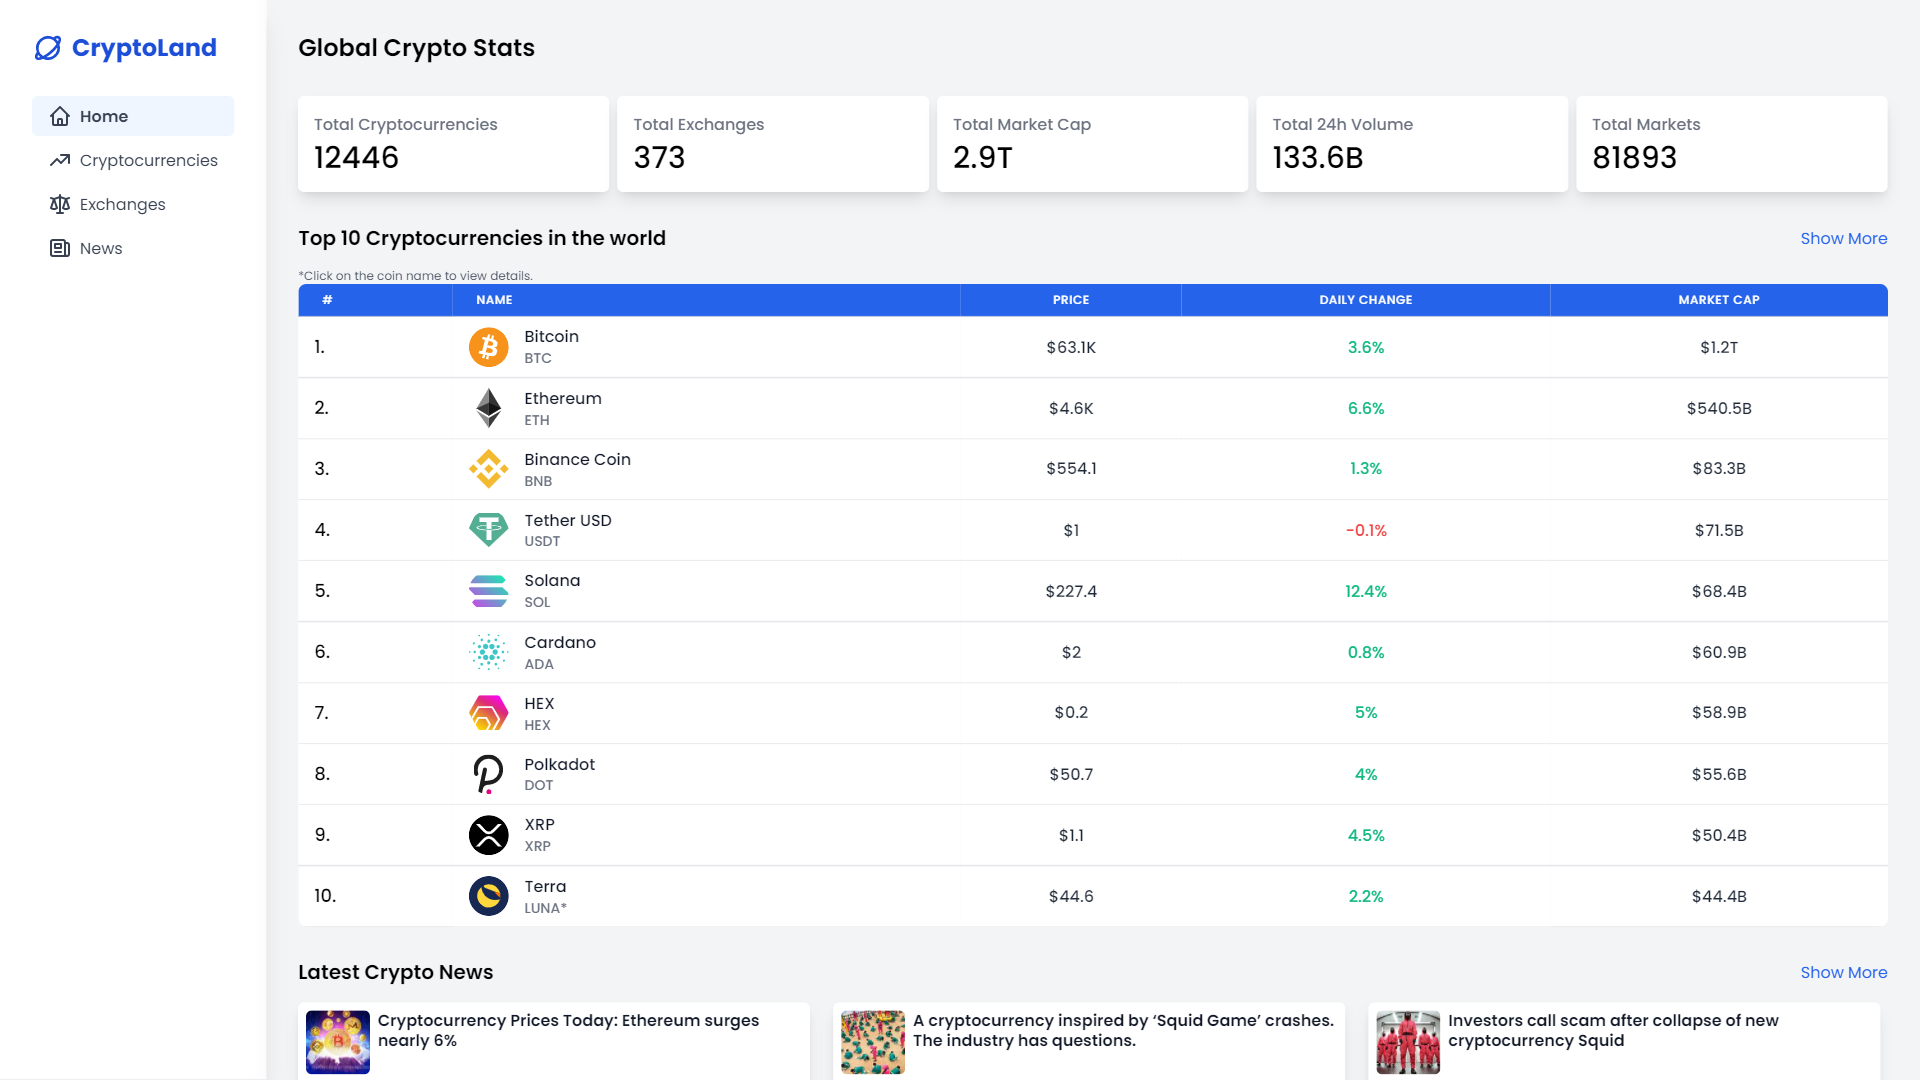 CryptoLand
Home
Cryptocurrencies
Exchanges
News
Global Crypto Stats
Total Cryptocurrencies
12446
Total Exchanges
373
Total Market Cap
2.9T
Total 24h Volume
133.6B
Total Markets
81893
Top 10 Cryptocurrencies in the world
Show More
*Click on the coin name to view details.
# NAME PRICE DAILY CHANGE MARKET CAP
1. Bitcoin $63.1K 3.6% $1.2T
BTC
2. Ethereum $4.6K 6.6% $540.5B
ETH
3. Binance Coin $554.1 1.3% $83.3B
BNB
4. Tether USD $1 -0.1% $71.5B
USDT
5. Solana $227.4 12.4% $68.4B
SOL
6. Cardano $2 0.8% $60.9B
ADA
7. HEX $0.2 5% $58.9B
HEX
8. Polkadot $50.7 4% $55.6B
DOT
9. XRP $1.1 4.5% $50.4B
XRP
10. Terra $44.6 2.2% $44.4B
LUNA*
Latest Crypto News
Show More
Cryptocurrency Prices Today: Ethereum surges
nearly 6%
A cryptocurrency inspired by ‘Squid Game’ crashes.
The industry has questions.
Investors call scam after collapse of new
cryptocurrency Squid